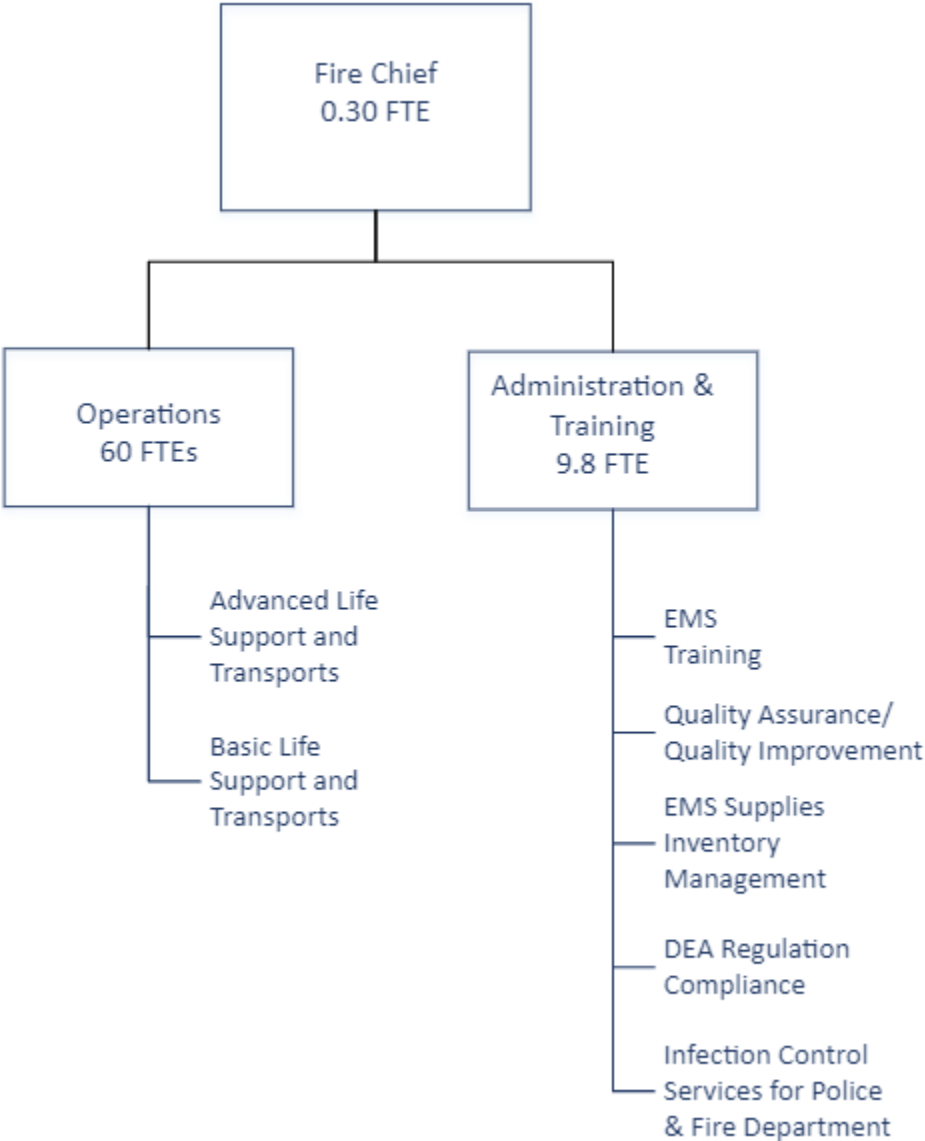 Fire Chief
0.30 FTE
Operations
60 FTEs
Administration &
Training
9.8 FTE
Advanced Life
Support and
Transports
Basic Life
Support and
Transports
EMS
Training
Quality Assurance/
Quality Improvement
EMS Supplies
Inventory
Management
DEA Regulation
Compliance
Infection Control
Services for Police
& Fire Department